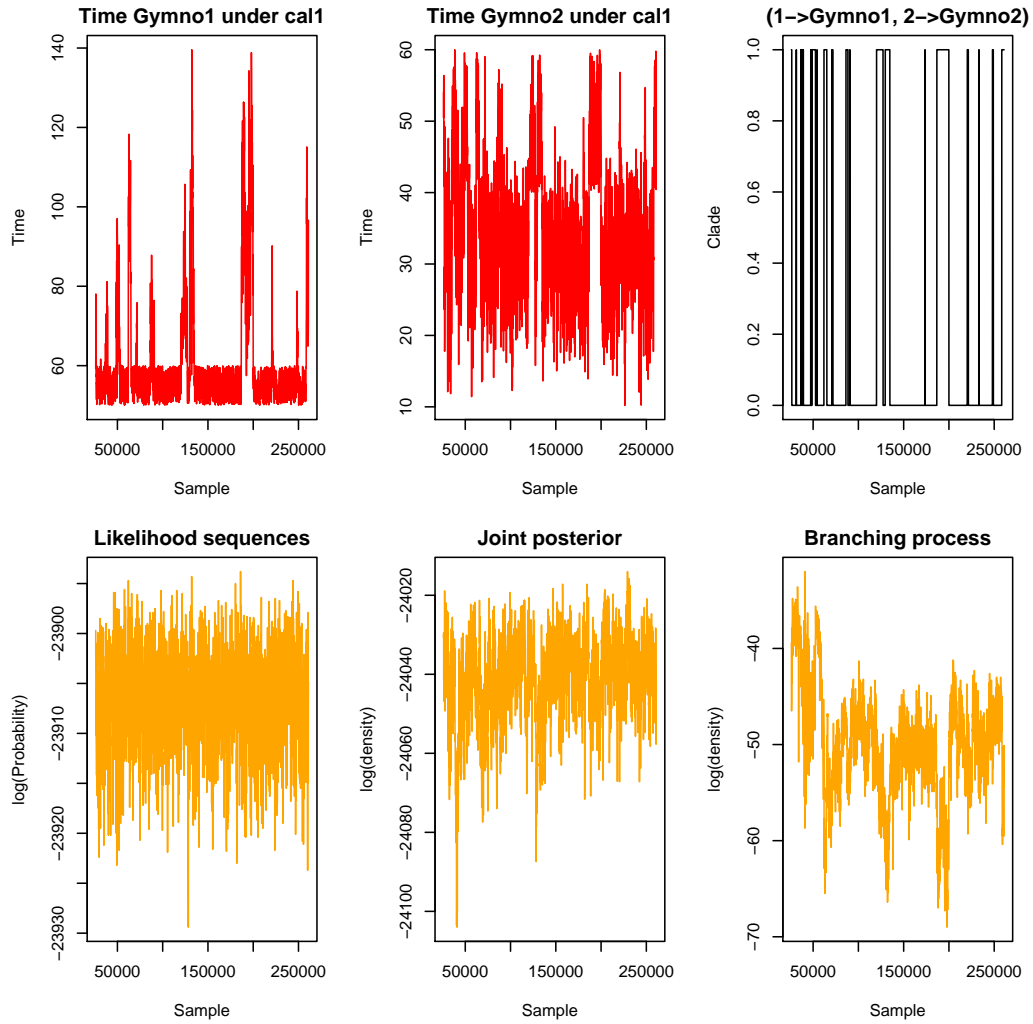 Time Gymno1 under cal1
Time
140
120
100
80
60
50000
150000
250000
Sample
Time Gymno2 under cal1
Time
60
50
40
30
20
10
50000
150000
250000
Sample
(1->Gymno1, 2->Gymno2)
Clade
1.0
0.8
0.6
0.4
0.2
0.0
50000
150000
250000
Sample
Likelihood sequences
log(Probability)
-23900
-23910
-23920
-23930
50000
150000
250000
Sample
Joint posterior
log(density)
-24020
-24040
-24060
-24080
-24100
50000
150000
250000
Sample
Branching process
log(density)
-40
-50
-60
-70
50000
150000
250000
Sample